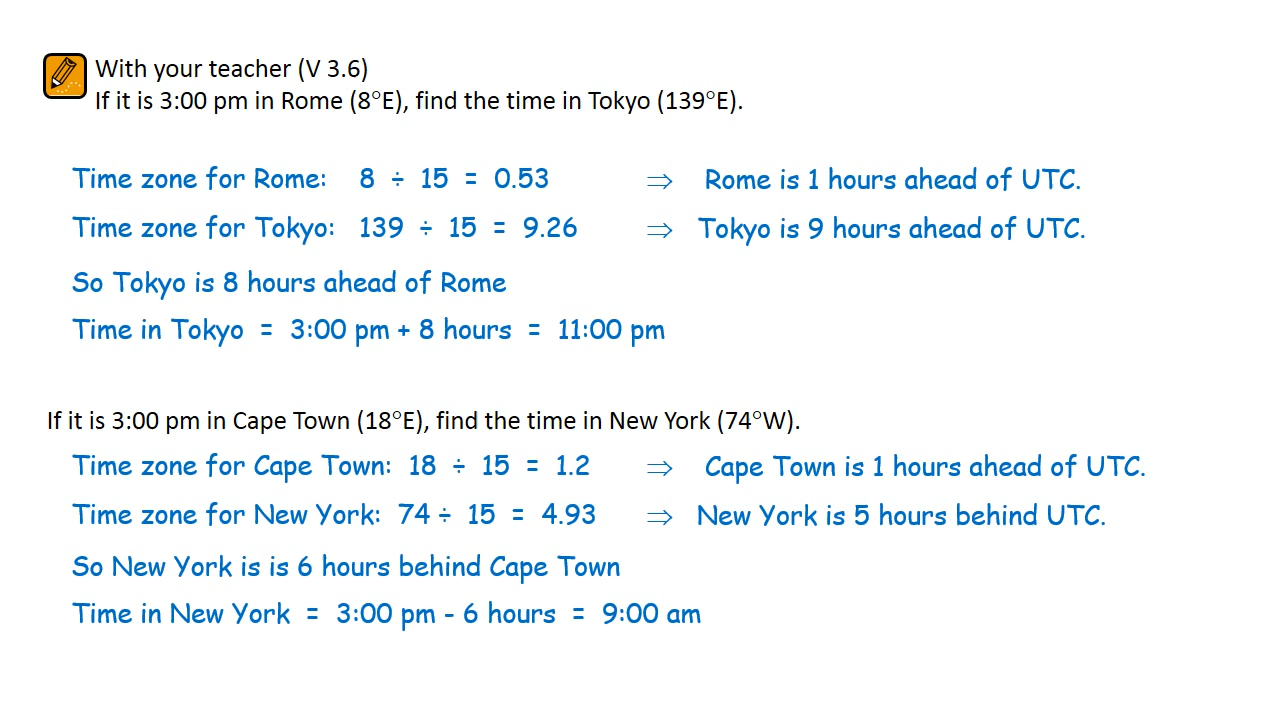 With your teacher (V 3.6)
If it is 3:00 pm in Rome (8°E), find the time in Tokyo (139°E).
Time zone for Rome: 8 ÷ 15 = 0.53 ⇒ Rome is 1 hours ahead of UTC.
Time zone for Tokyo: 139 ÷ 15 = 9.26 ⇒ Tokyo is 9 hours ahead of UTC.
So Tokyo is 8 hours ahead of Rome
Time in Tokyo = 3:00 pm + 8 hours = 11:00 pm
If it is 3:00 pm in Cape Town (18°E), find the time in New York (74°W).
Time zone for Cape Town: 18 ÷ 15 = 1.2 ⇒ Cape Town is 1 hours ahead of UTC.
Time zone for New York: 74 ÷ 15 = 4.93 ⇒ New York is 5 hours behind UTC.
So New York is is 6 hours behind Cape Town
Time in New York = 3:00 pm - 6 hours = 9:00 am